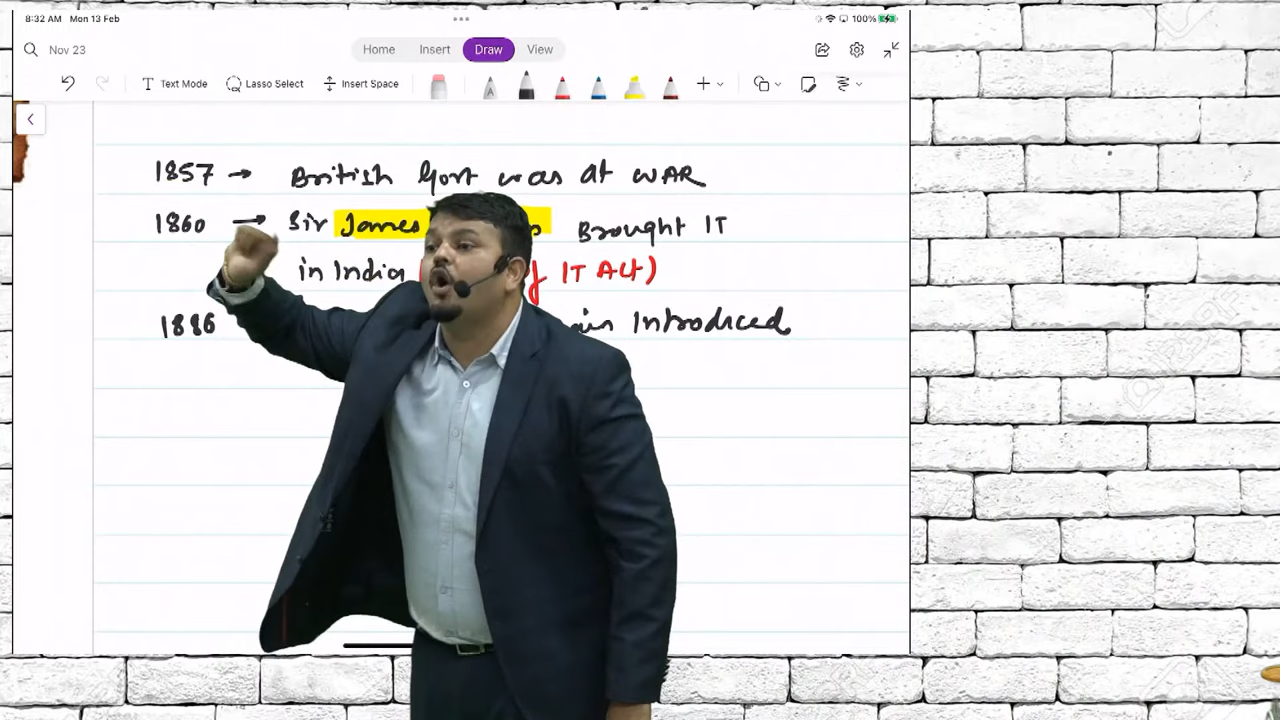 8:32 AM Mon 13 Feb
100%
Nov 23
Home Insert Draw View
Text Mode Lasso Select Insert Space
1857 → British Govt was at WAR
1860 → Sir James Brought IT
in India IT Act)
1886 Introduced